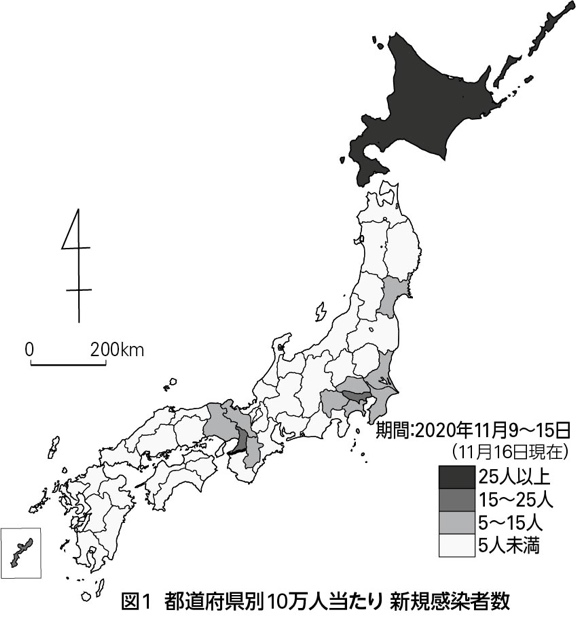 0 200km
期間:2020年11月9〜15日
(11月16日現在)
25人以上
15〜25人
5〜15人
5人未満
図1 都道府県別10万人当たり 新規感染者数